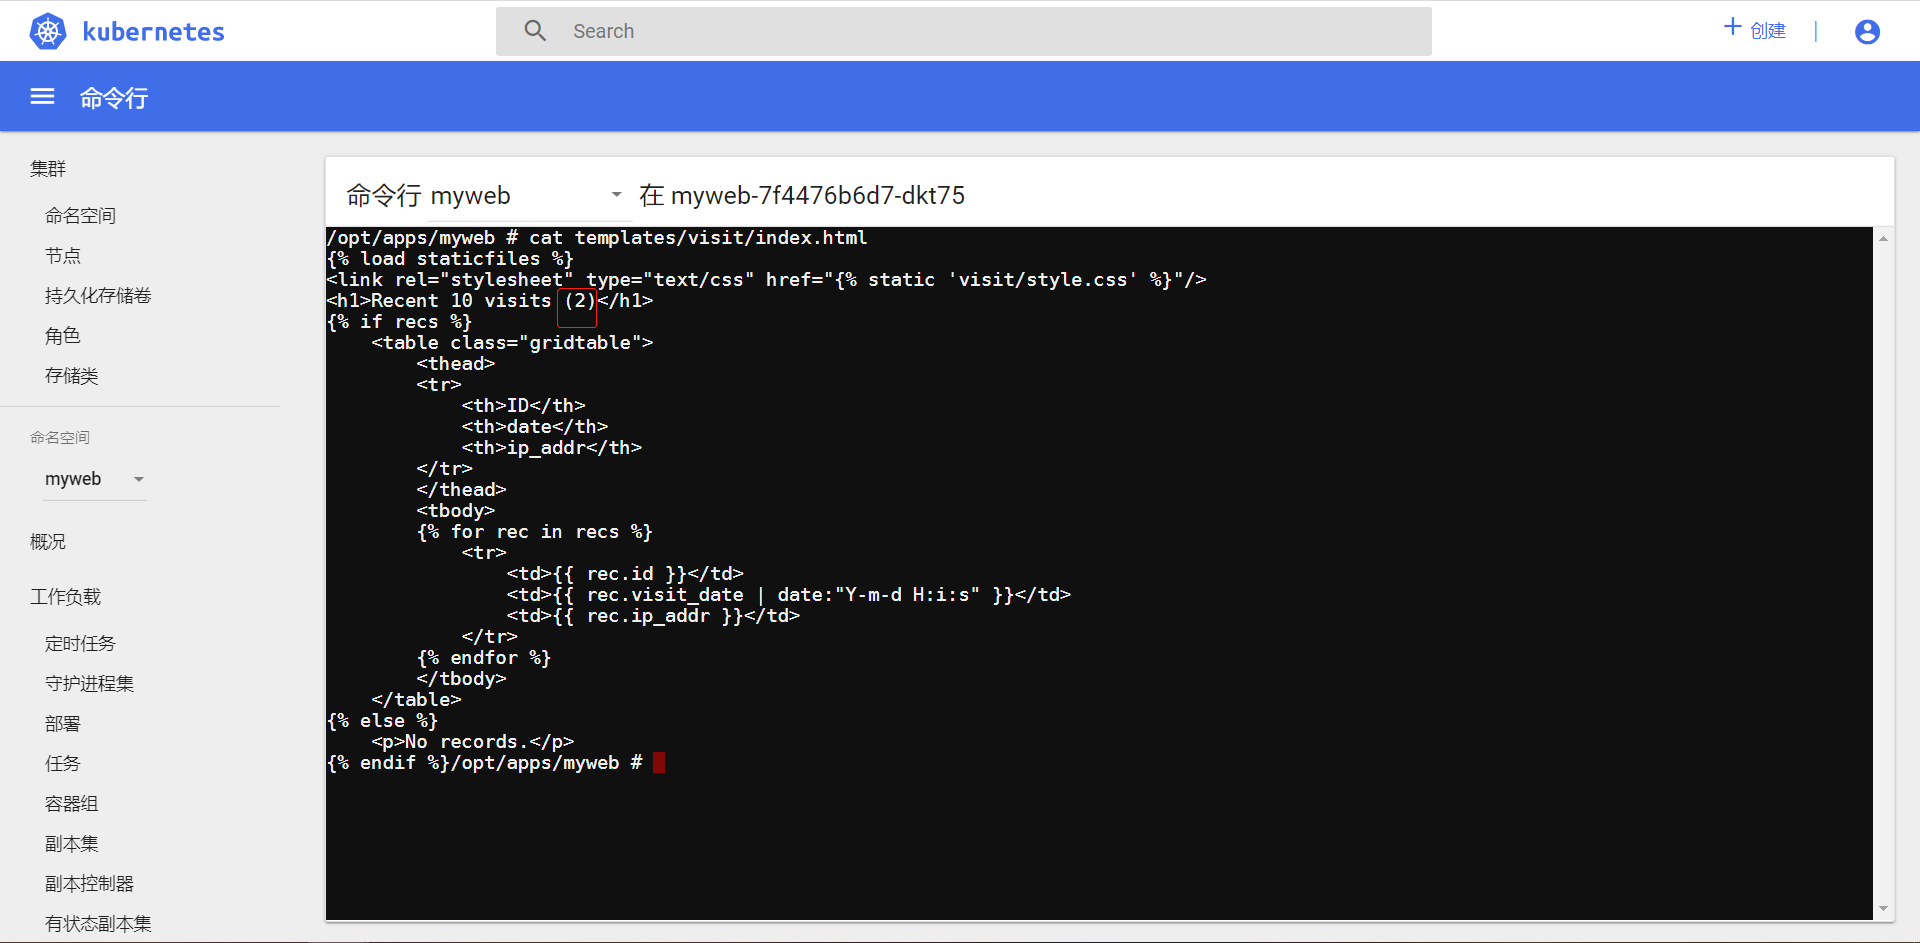 kubernetes
Search
创建
命令行
集群
命名空间
节点
持久化存储卷
角色
存储类
命名空间
myweb
概况
工作负载
定时任务
守护进程集
部署
任务
容器组
副本集
副本控制器
有状态副本集
命令行 myweb 在 myweb-7f4476b6d7-dkt75
/opt/apps/myweb # cat templates/visit/index.html
{% load staticfiles %}
<link rel="stylesheet" type="text/css" href="{% static 'visit/style.css' %}"/>
<h1>Recent 10 visits (2)</h1>
{% if recs %}
    <table class="gridtable">
        <thead>
        <tr>
            <th>ID</th>
            <th>date</th>
            <th>ip_addr</th>
        </tr>
        </thead>
        <tbody>
        {% for rec in recs %}
            <tr>
                <td>{{ rec.id }}</td>
                <td>{{ rec.visit_date | date:"Y-m-d H:i:s" }}</td>
                <td>{{ rec.ip_addr }}</td>
            </tr>
        {% endfor %}
        </tbody>
    </table>
{% else %}
    <p>No records.</p>
{% endif %}/opt/apps/myweb #